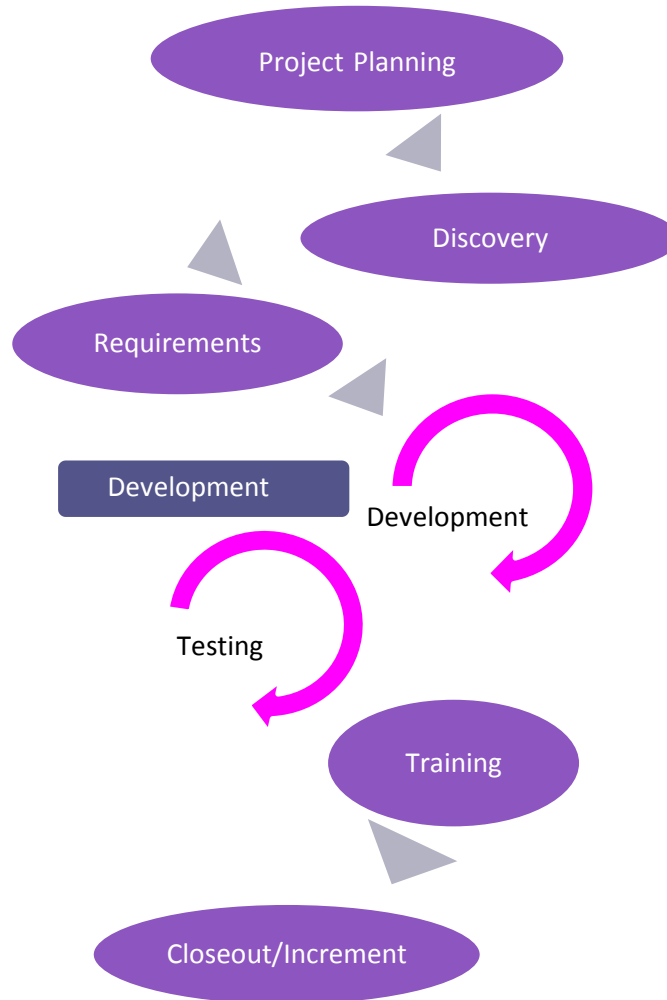 Project Planning
Discovery
Requirements
Development
Development
Testing
Training
Closeout/Increment